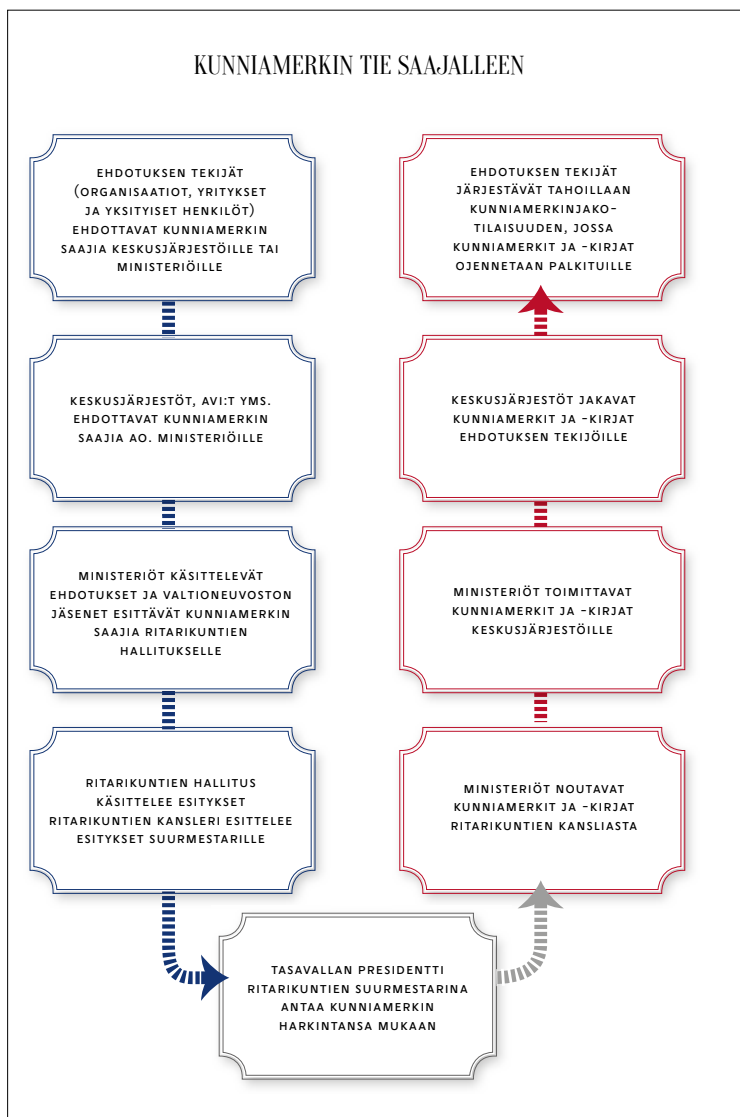 KUNNIAMERKIN TIE SAAJALLEEN
EHDOTUKSEN TEKIJÄT
(ORGANISAATIOT, YRITYKSET
JA YKSITYISET HENKILÖT)
EHDOTTAVAT KUNNIAMERKIN
SAAJIA KESKUSJÄRJESTÖILLE TAI
MINISTERIÖILLE
KESKUSJÄRJESTÖT, AVI:T YMS.
EHDOTTAVAT KUNNIAMERKIN
SAAJIA AO. MINISTERIÖILLE
MINISTERIÖT KÄSITTELEVÄT
EHDOTUKSET JA VALTIONEUVOSTON
JÄSENET ESITTÄVÄT KUNNIAMERKIN
SAAJIA RITARIKUNTIEN
HALLITUKSELLE
RITARIKUNTIEN HALLITUS
KÄSITTELEE ESITYKSET
RITARIKUNTIEN KANSLERI ESITTELEE
ESITYKSET SUURMESTARILLE
TASAVALLAN PRESIDENTTI
RITARIKUNTIEN SUURMESTARINA
ANTAA KUNNIAMERKIN
HARKINTANSA MUKAAN
MINISTERIÖT NOUTAVAT
KUNNIAMERKIT JA -KIRJAT
RITARIKUNTIEN KANSLIASTA
MINISTERIÖT TOIMITTAVAT
KUNNIAMERKIT JA -KIRJAT
KESKUSJÄRJESTÖILLE
KESKUSJÄRJESTÖT JAKAVAT
KUNNIAMERKIT JA -KIRJAT
EHDOTUKSEN TEKIJÖILLE
EHDOTUKSEN TEKIJÄT
JÄRJESTÄVÄT TAHOILLAAN
KUNNIAMERKINJAKO-
TILAISUUDEN, JOSSA
KUNNIAMERKIT JA -KIRJAT
OJENNETAAN PALKITUILLE